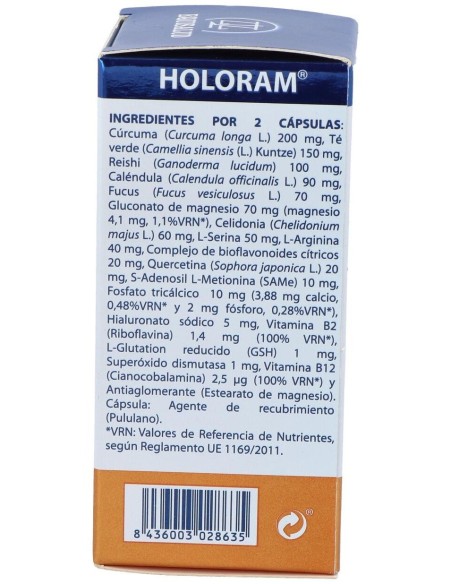 HOLORAM®
INGREDIENTES POR 2 CÁPSULAS:
Cúrcuma (Curcuma longa L.) 200 mg, Té
verde (Camellia sinensis (L.) Kuntze) 150 mg,
Reishi (Ganoderma lucidum) 100 mg,
Caléndula (Calendula officinalis L.) 90 mg,
Fucus (Fucus vesiculosus L.) 70 mg,
Gluconato de magnesio 70 mg (magnesio
4,1 mg, 1,1%VRN*), Celidonia (Chelidonium
majus L.) 60 mg, L-Serina 50 mg, L-Arginina
40 mg, Complejo de bioflavonoides cítricos
20 mg, Quercetina (Sophora japonica L.) 20
mg, S-Adenosil L-Metionina (SAMe) 10 mg,
Fosfato tricálcico 10 mg (3,88 mg calcio,
0,48%VRN* y 2 mg fósforo, 0,28%VRN*),
Hialuronato sódico 5 mg, Vitamina B2
(Riboflavina) 1,4 mg (100% VRN*),
L-Glutation reducido (GSH) 1 mg,
Superóxido dismutasa 1 mg, Vitamina B12
(Cianocobalamina) 2,5 µg (100% VRN*) y
Antiaglomerante (Estearato de magnesio).
Cápsula: Agente de recubrimiento
(Pululano).
*VRN: Valores de Referencia de Nutrientes,
según Reglamento UE 1169/2011.
8 436003 028635